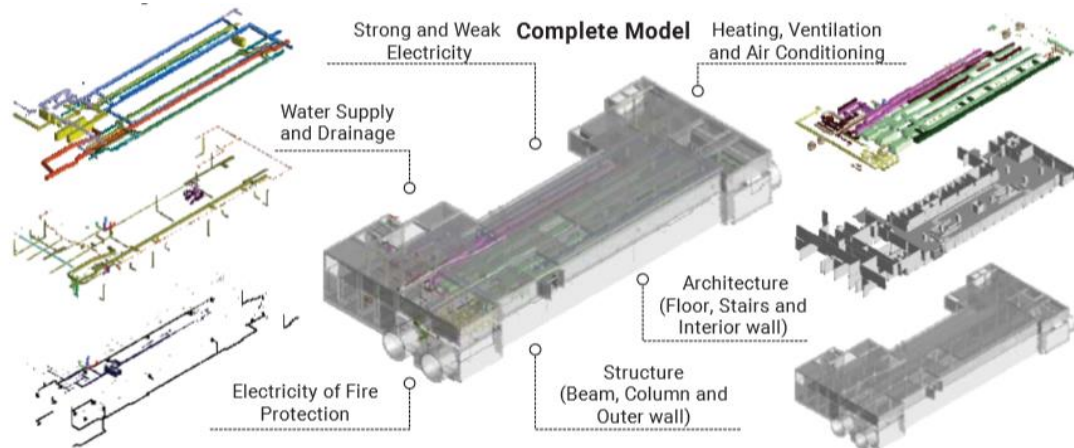 Complete Model
Strong and Weak
Electricity
Heating, Ventilation
and Air Conditioning
Water Supply
and Drainage
Architecture
(Floor, Stairs and
Interior wall)
Structure
(Beam, Column and
Outer wall)
Electricity of Fire
Protection